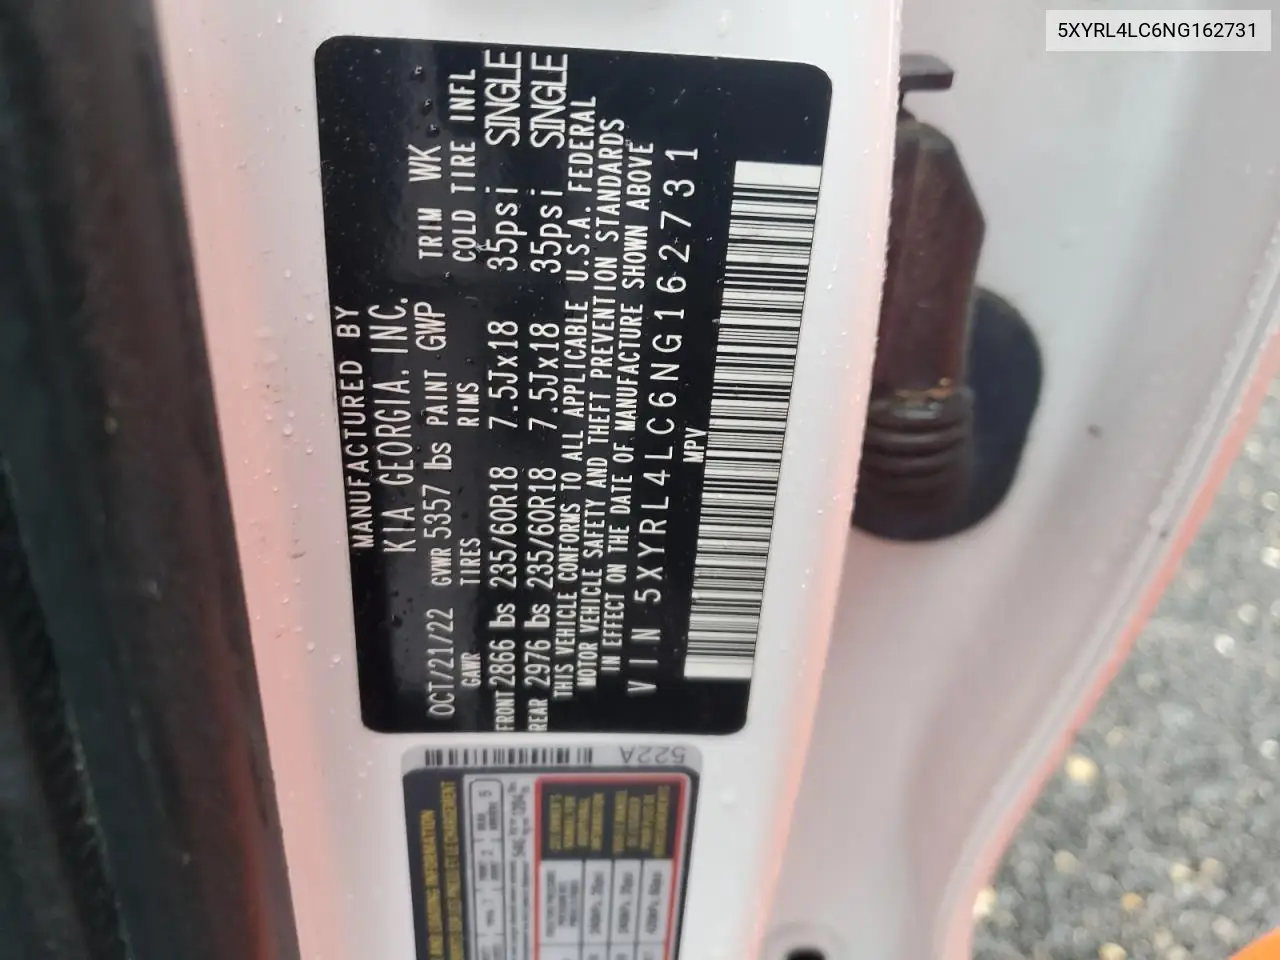 5XYRL4LC6NG162731
MANUFACTURED BY
KIA GEORGIA, INC.
OCT/21/22 GVWR 5357 lbs PAINT GWP TRIM WK
GAWR TIRES RIMS COLD TIRE INFL
FRONT 2866 lbs 235/60R18 7.5Jx18 35psi SINGLE
REAR 2976 lbs 235/60R18 7.5Jx18 35psi SINGLE
THIS VEHICLE CONFORMS TO ALL APPLICABLE U.S.A. FEDERAL
MOTOR VEHICLE SAFETY AND THEFT PREVENTION STANDARDS
IN EFFECT ON THE DATE OF MANUFACTURE SHOWN ABOVE
VIN 5XYRL4LC6NG162731
MPV
522A